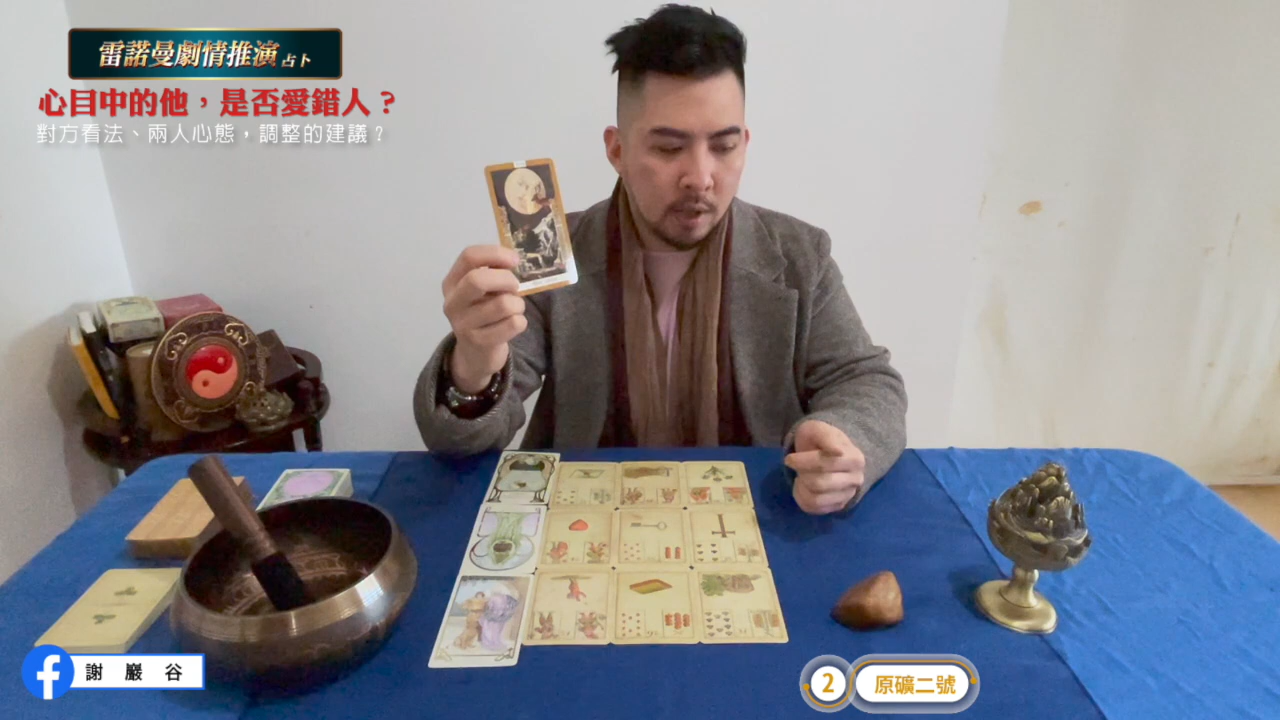 雷諾曼劇情推演占卜
心目中的他，是否愛錯人？
對方看法、兩人心態，調整的建議？
謝巖谷
2
原礦二號